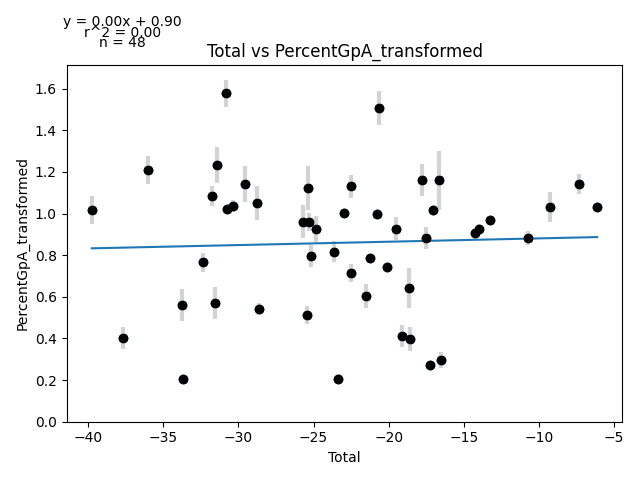 y = 0.00x + 0.90
r^2 = 0.00
n = 48
Total vs PercentGpA_transformed
PercentGpA_transformed
1.6
1.4
1.2
1.0
0.8
0.6
0.4
0.2
0.0
−40 −35 −30 −25 −20 −15 −10 −5
Total